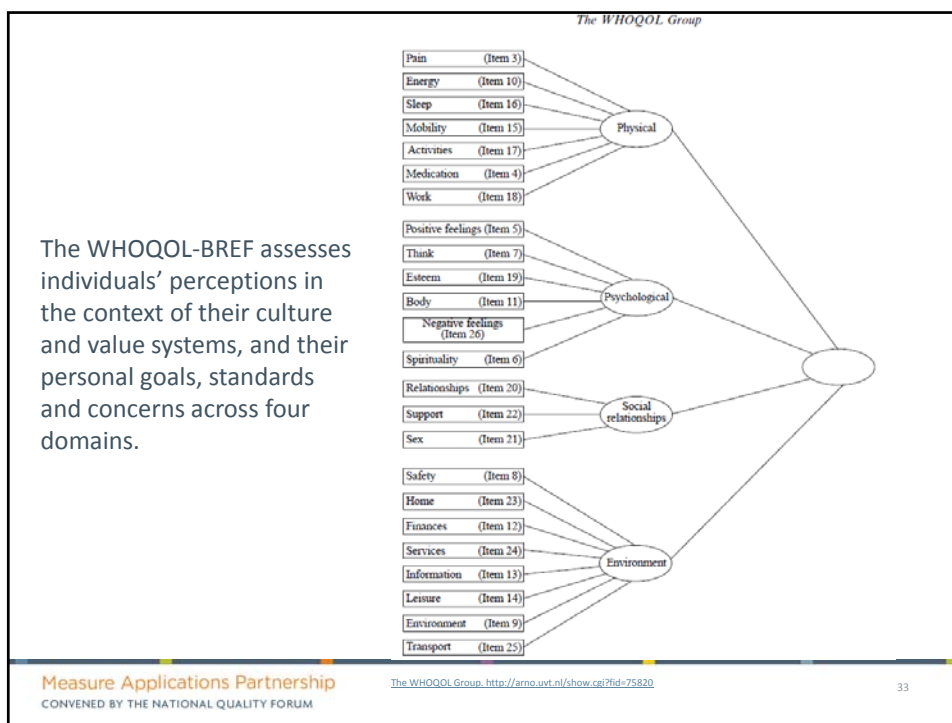 The WHOQOL Group
Pain (Item 3)
Energy (Item 10)
Sleep (Item 16)
Mobility (Item 15)
Activities (Item 17)
Medication (Item 4)
Work (Item 18)
Physical
Positive feelings (Item 5)
Think (Item 7)
Esteem (Item 19)
Body (Item 11)
Negative feelings
(Item 26)
Spirituality (Item 6)
Psychological
Relationships (Item 20)
Support (Item 22)
Sex (Item 21)
Social
relationships
Safety (Item 8)
Home (Item 23)
Finances (Item 12)
Services (Item 24)
Information (Item 13)
Leisure (Item 14)
Environment (Item 9)
Transport (Item 25)
Environment
The WHOQOL-BREF assesses
individuals’ perceptions in
the context of their culture
and value systems, and their
personal goals, standards
and concerns across four
domains.
Measure Applications Partnership
CONVENED BY THE NATIONAL QUALITY FORUM
The WHOQOL Group. http://arno.uvt.nl/show.cgi?fid=75820
33